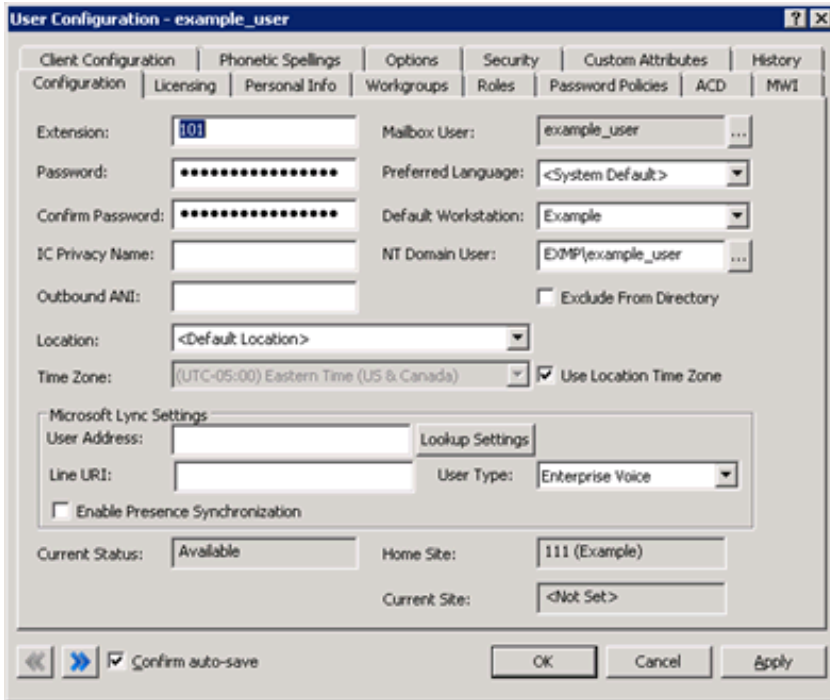 User Configuration - example_user
Client Configuration Phonetic Spellings Options Security Custom Attributes History
Configuration Licensing Personal Info Workgroups Roles Password Policies ACD MWI
Extension: 101 Mailbox User: example_user ...
Password: •••••••••••••••• Preferred Language: <System Default>
Confirm Password: •••••••••••••••• Default Workstation: Example
IC Privacy Name: NT Domain User: EXMP\example_user ...
Outbound ANI: Exclude From Directory
Location: <Default Location>
Time Zone: (UTC-05:00) Eastern Time (US & Canada) Use Location Time Zone
Microsoft Lync Settings
User Address: Lookup Settings
Line URI: User Type: Enterprise Voice
Enable Presence Synchronization
Current Status: Available Home Site: 111 (Example)
Current Site: <Not Set>
Confirm auto-save OK Cancel Apply